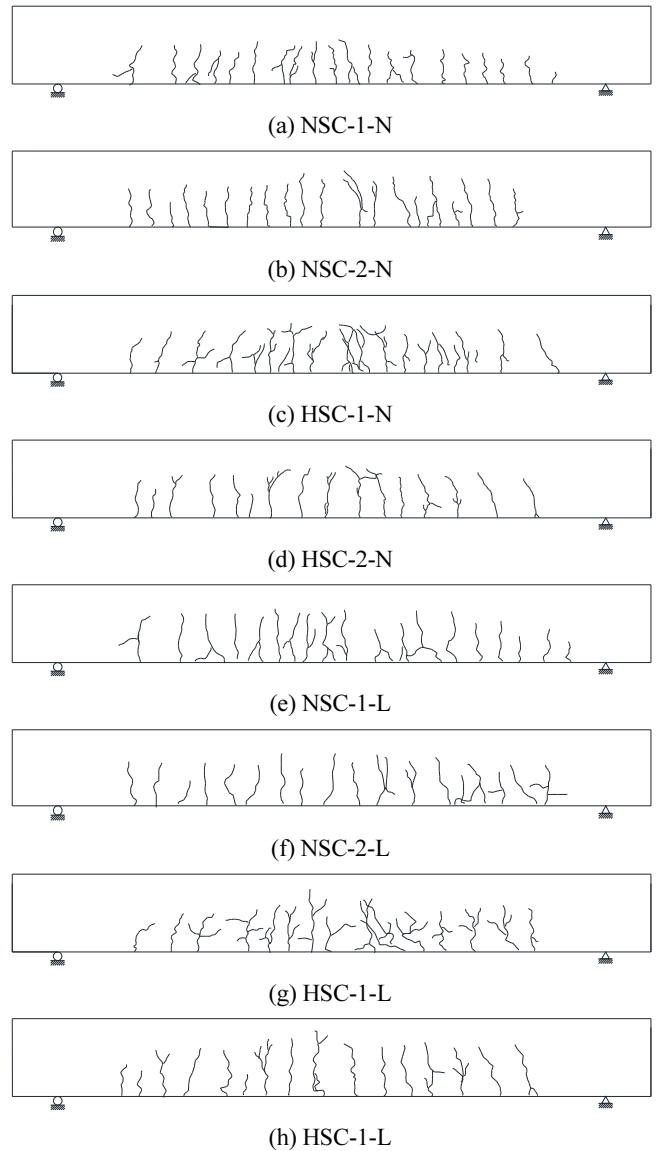 (a) NSC-1-N
(b) NSC-2-N
(c) HSC-1-N
(d) HSC-2-N
(e) NSC-1-L
(f) NSC-2-L
(g) HSC-1-L
(h) HSC-1-L